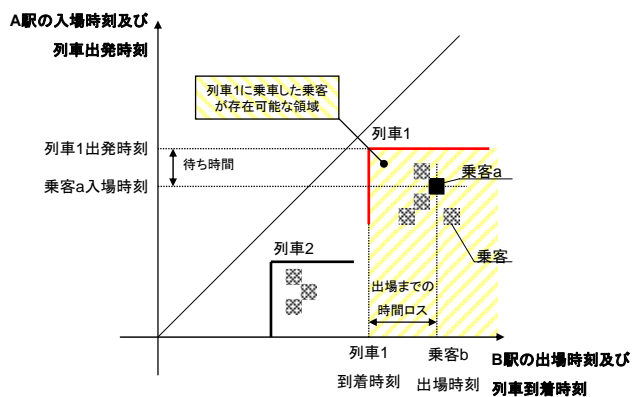 A駅の入場時刻及び
列車出発時刻
列車1に乗車した乗客
が存在可能な領域
列車1
列車1出発時刻
待ち時間
乗客a
乗客a入場時刻
列車2
乗客
出場までの
時間ロス
列車1
到着時刻
乗客b
出場時刻
B駅の出場時刻及び
列車到着時刻